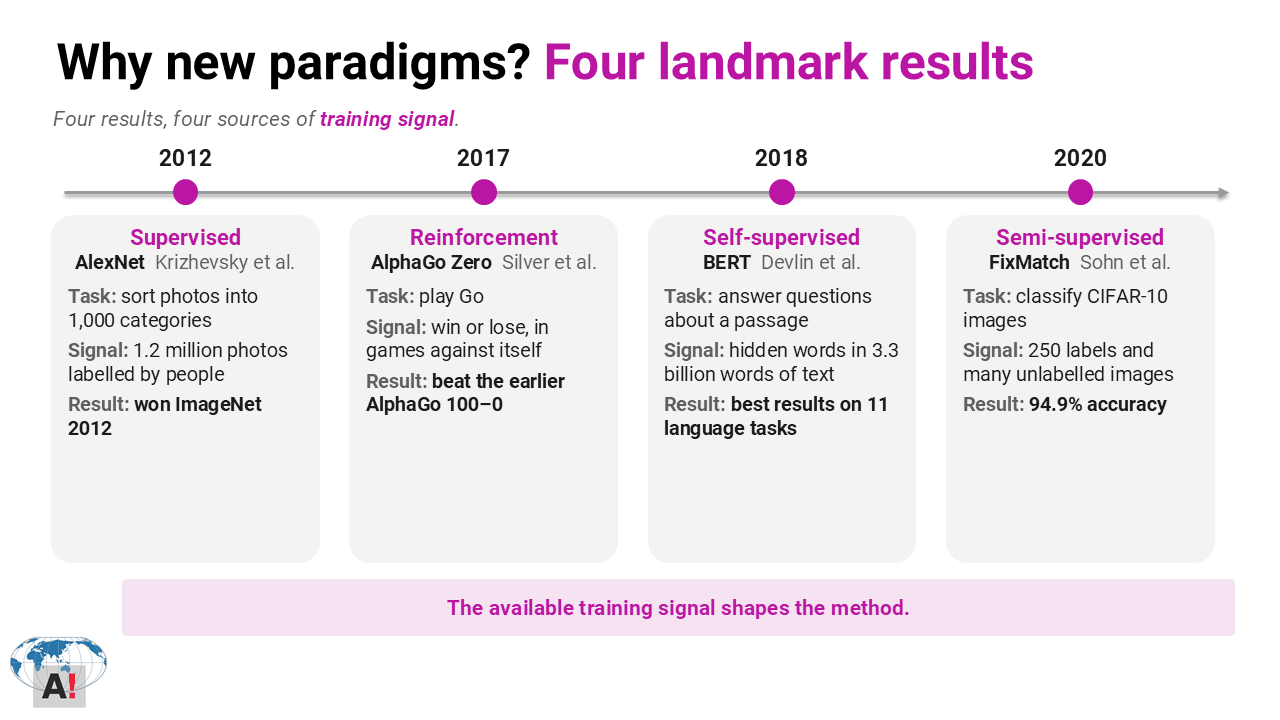 Why new paradigms? Four landmark results
Four results, four sources of training signal.
2012
2017
2018
2020
Supervised
AlexNet Krizhevsky et al.
Task: sort photos into
1,000 categories
Signal: 1.2 million photos
labelled by people
Result: won ImageNet
2012
Reinforcement
AlphaGo Zero Silver et al.
Task: play Go
Signal: win or lose, in
games against itself
Result: beat the earlier
AlphaGo 100–0
Self-supervised
BERT Devlin et al.
Task: answer questions
about a passage
Signal: hidden words in 3.3
billion words of text
Result: best results on 11
language tasks
Semi-supervised
FixMatch Sohn et al.
Task: classify CIFAR-10
images
Signal: 250 labels and
many unlabelled images
Result: 94.9% accuracy
The available training signal shapes the method.
A!